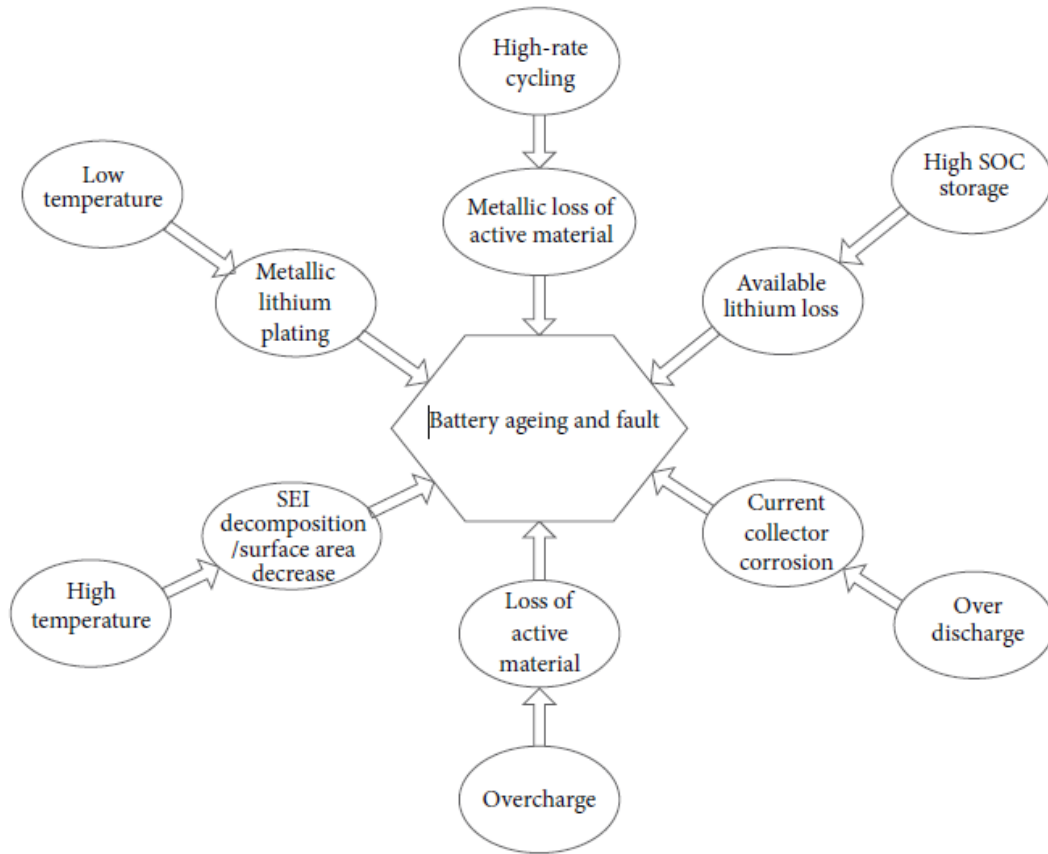 High-rate
cycling
Low
temperature
High SOC
storage
Metallic loss of
active material
Metallic
lithium
plating
Available
lithium loss
Battery ageing and fault
SEI
decomposition
/surface area
decrease
Current
collector
corrosion
High
temperature
Loss of
active
material
Over
discharge
Overcharge